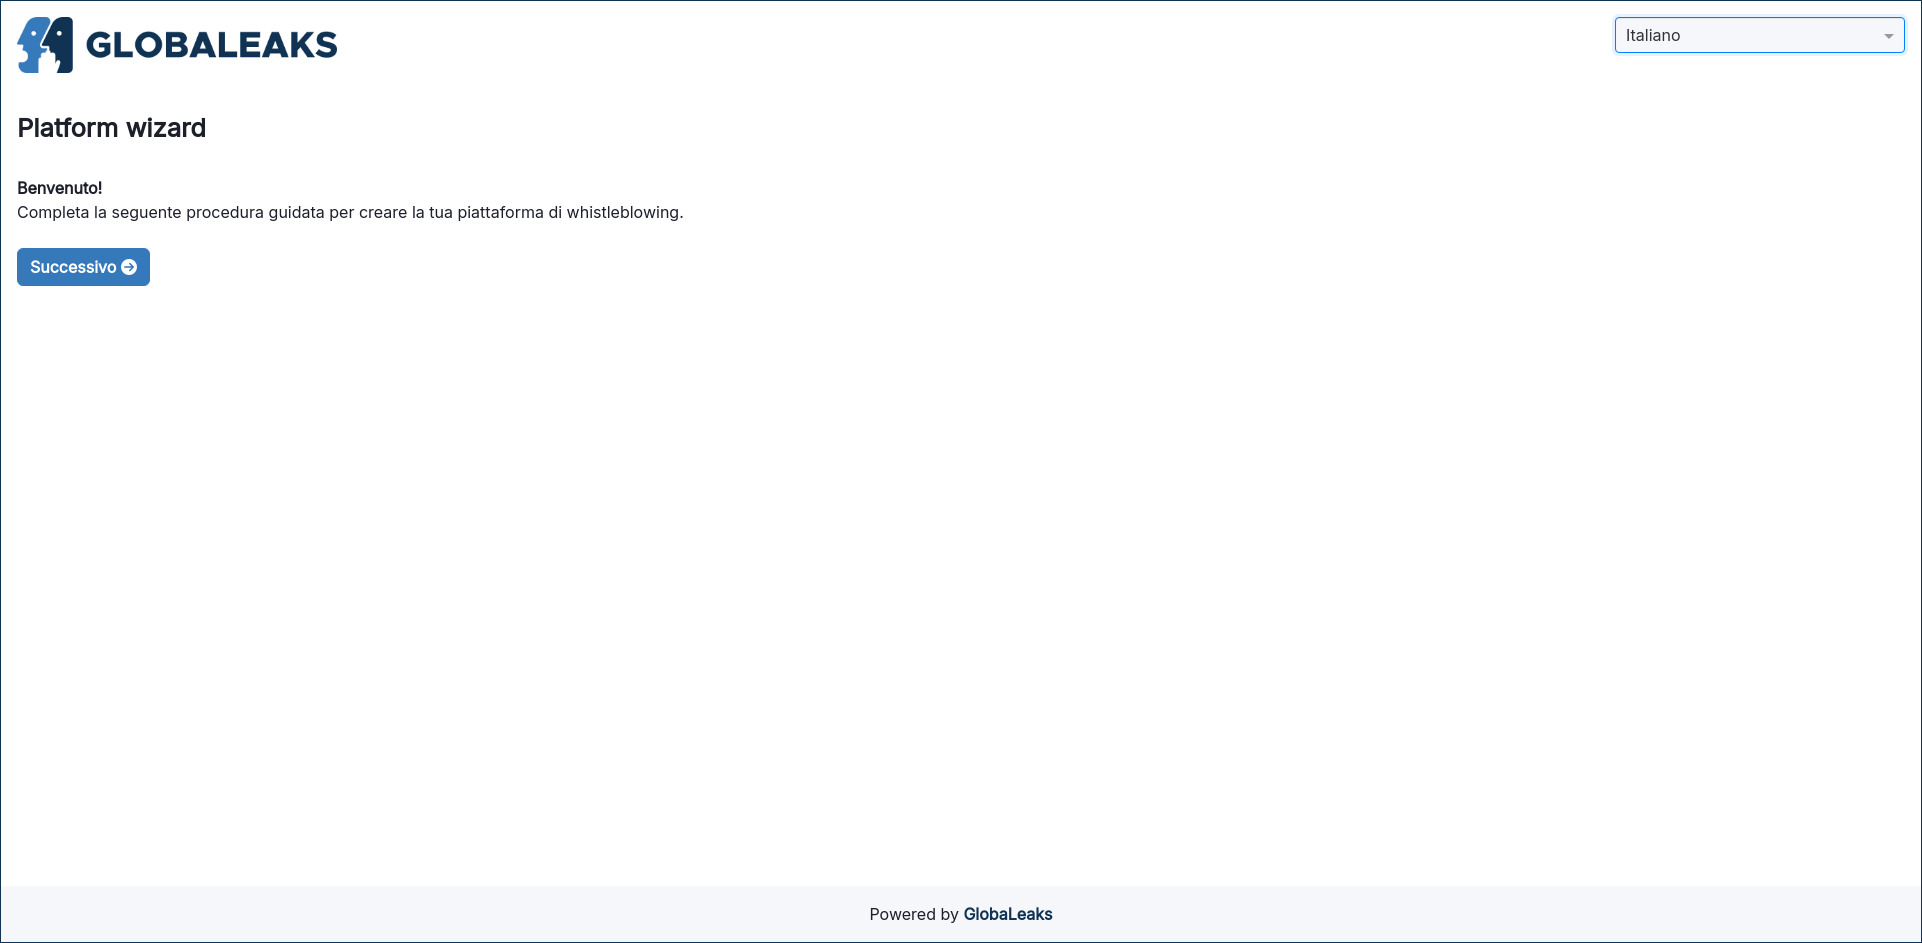 GLOBALEAKS
Italiano
Platform wizard
Benvenuto!
Completa la seguente procedura guidata per creare la tua piattaforma di whistleblowing.
Successivo
Powered by GlobaLeaks